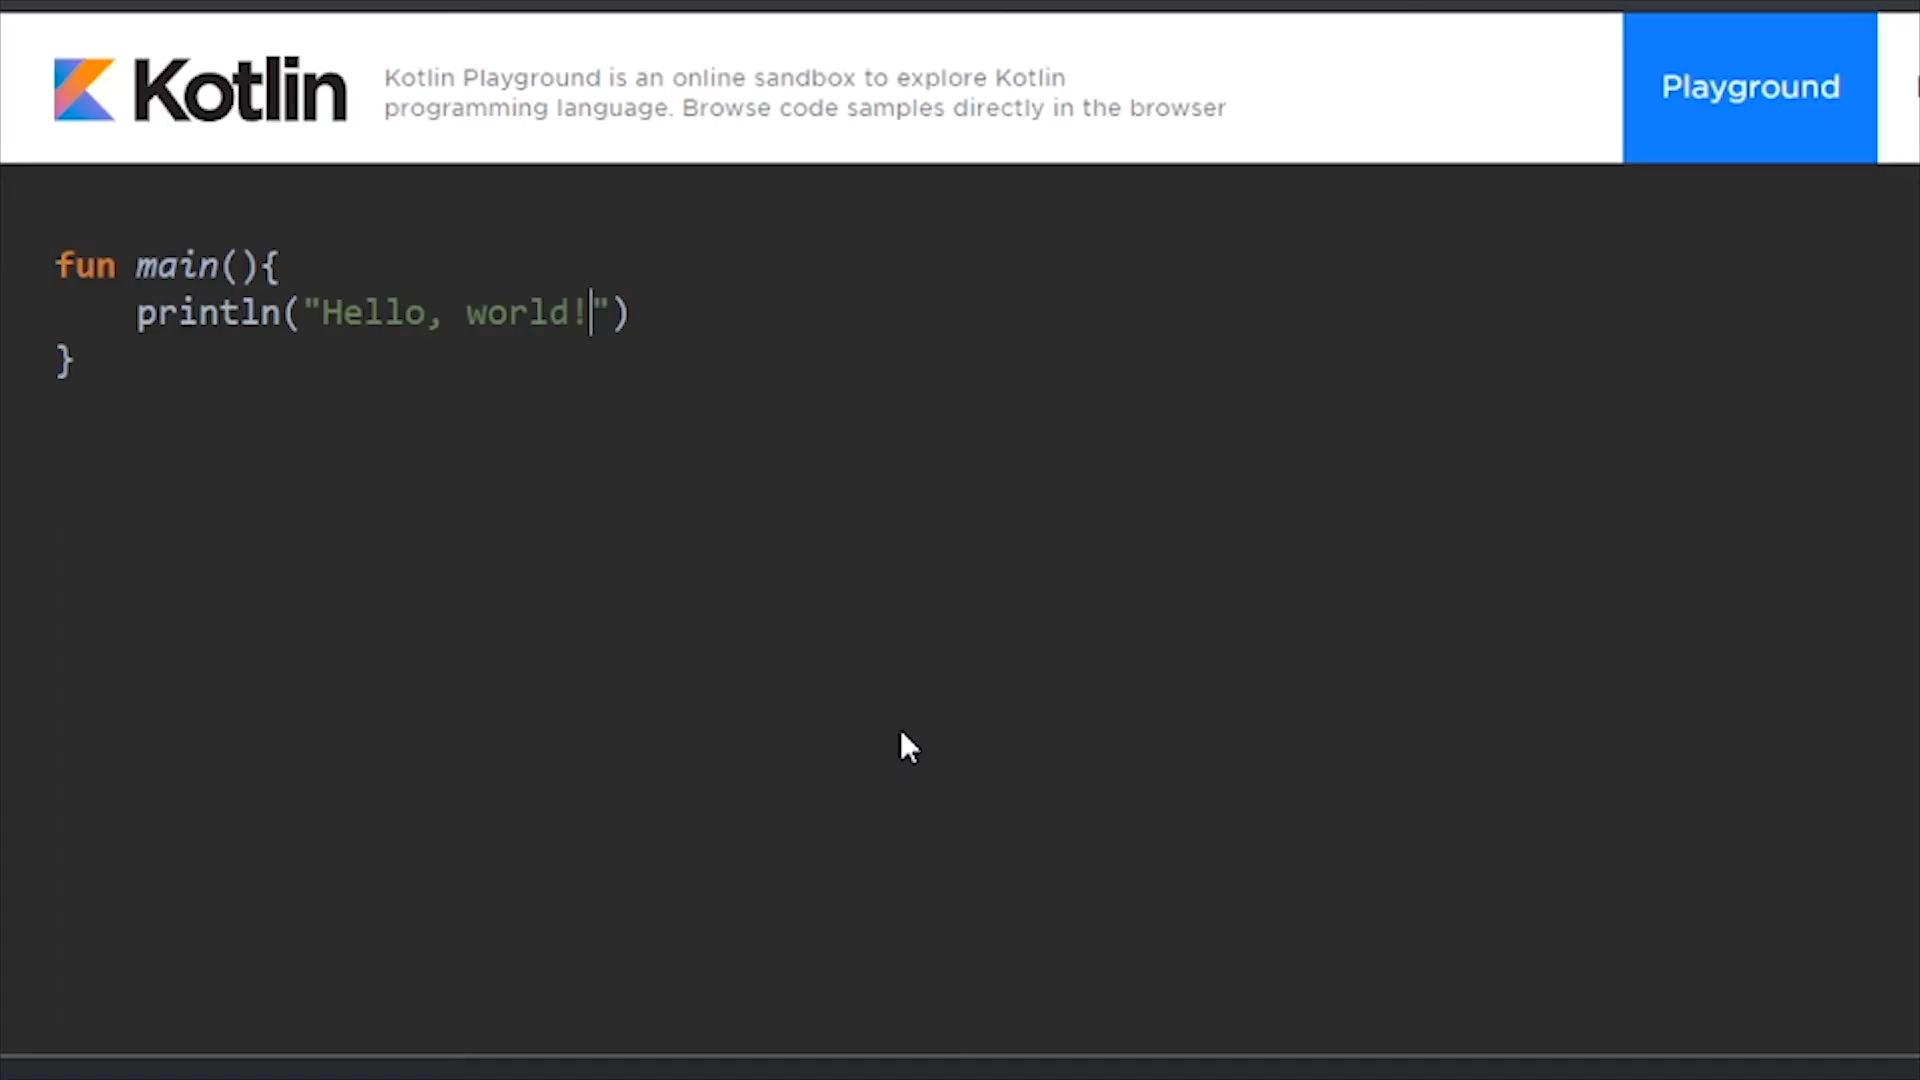 Kotlin
Kotlin Playground is an online sandbox to explore Kotlin
programming language. Browse code samples directly in the browser
Playground
fun main(){
    println("Hello, world!")
}